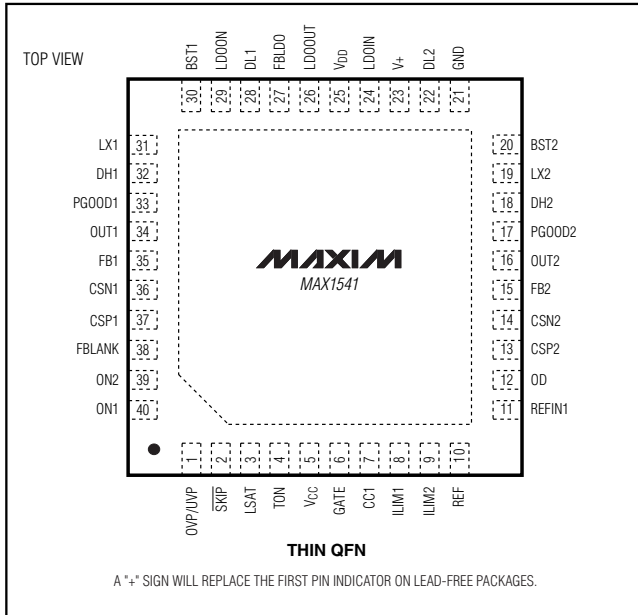 TOP VIEW
BST1
LDOON
DL1
FBLDO
LDOOUT
VDD
LDOIN
V+
DL2
GND
30
29
28
27
26
25
24
23
22
21
LX1 31
DH1 32
PGOOD1 33
OUT1 34
FB1 35
CSN1 36
CSP1 37
FBLANK 38
ON2 39
ON1 40
MAXIM
MAX1541
20 BST2
19 LX2
18 DH2
17 PGOOD2
16 OUT2
15 FB2
14 CSN2
13 CSP2
12 OD
11 REFIN1
1
2
3
4
5
6
7
8
9
10
OVP/UVP
SKIP
LSAT
TON
VCC
GATE
CC1
ILIM1
ILIM2
REF
THIN QFN
A "+" SIGN WILL REPLACE THE FIRST PIN INDICATOR ON LEAD-FREE PACKAGES.